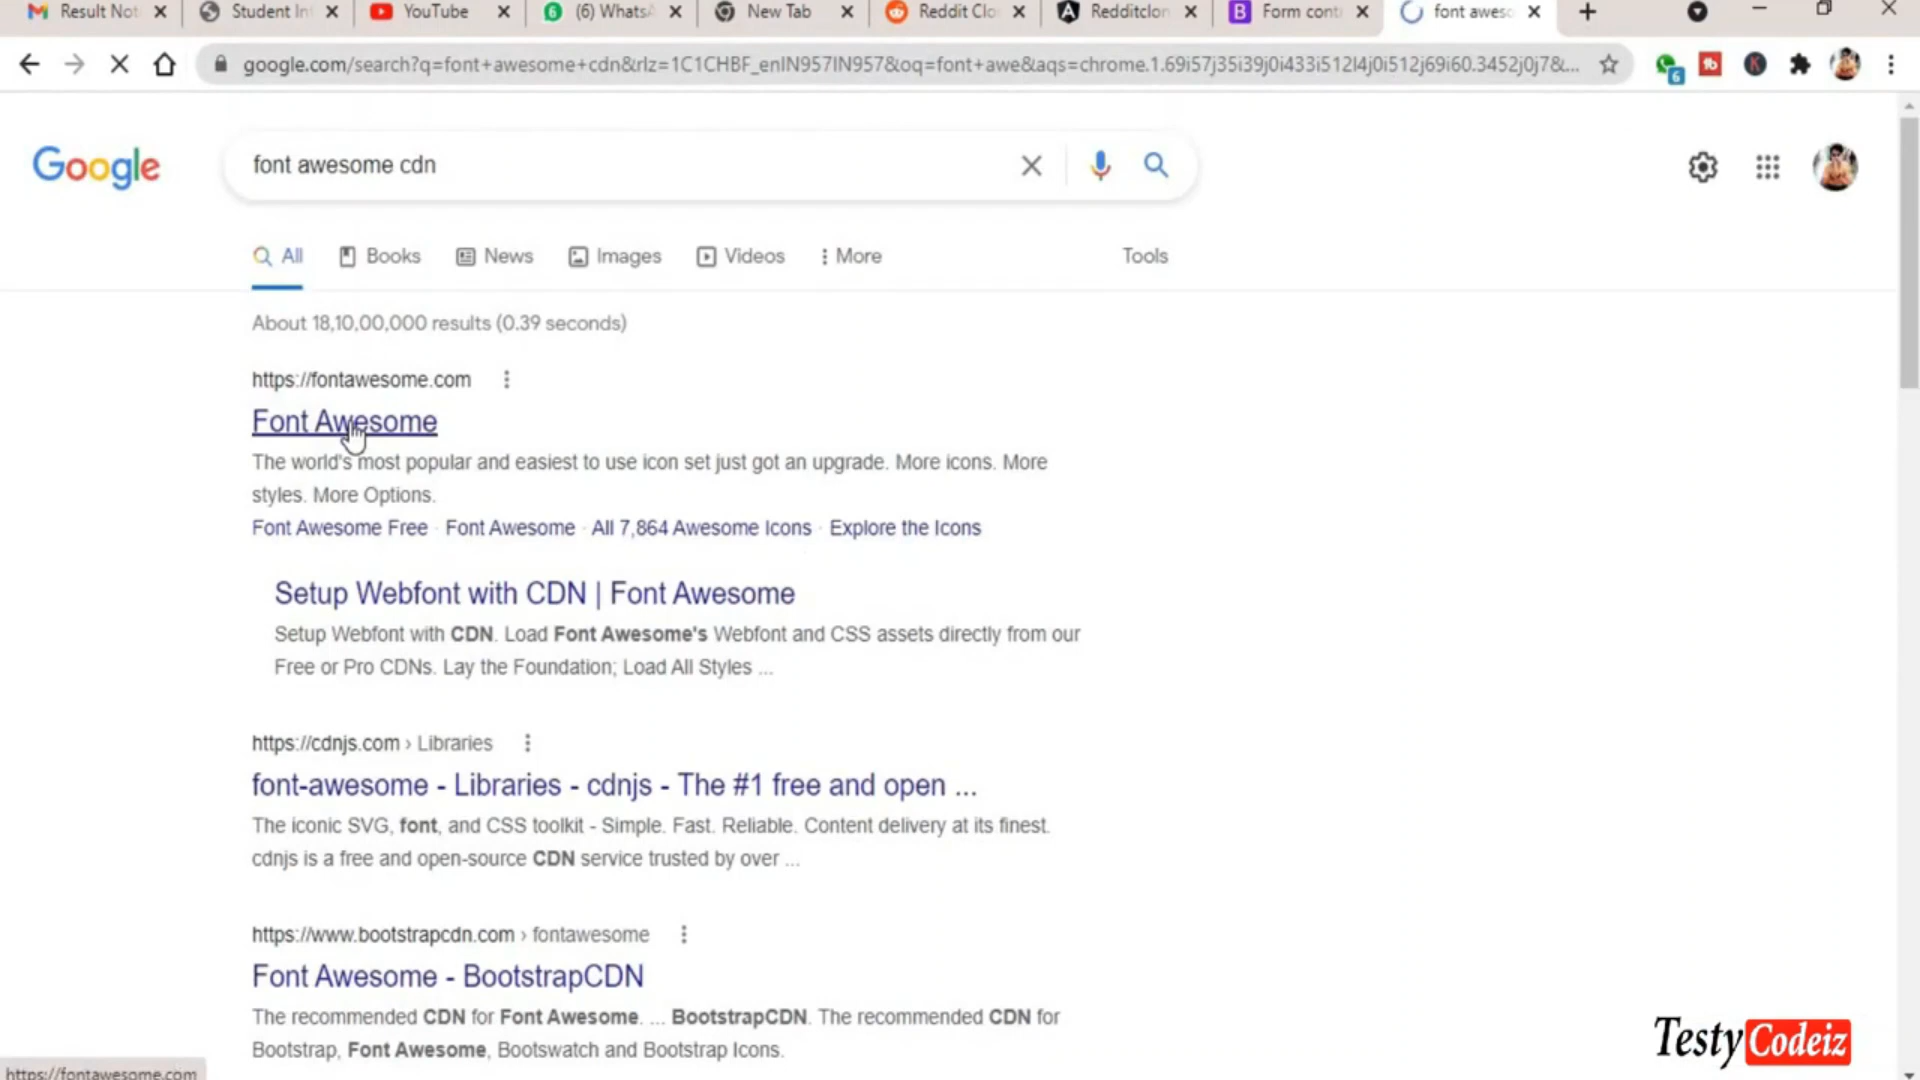 Result Not
Student In
YouTube
(6) WhatsA
New Tab
Reddit Clo
Redditclon
Form cont
font aweso
google.com/search?q=font+awesome+cdn&rlz=1C1CHBF_enIN957IN957&oq=font+awe&aqs=chrome.1.69i57j35i39j0i433i512l4j0i512j69i60.3452j0j7&...
6
Google
font awesome cdn
All
Books
News
Images
Videos
More
Tools
About 18,10,00,000 results (0.39 seconds)
https://fontawesome.com
Font Awesome
The world's most popular and easiest to use icon set just got an upgrade. More icons. More
styles. More Options.
Font Awesome Free · Font Awesome · All 7,864 Awesome Icons · Explore the Icons
Setup Webfont with CDN | Font Awesome
Setup Webfont with CDN. Load Font Awesome's Webfont and CSS assets directly from our
Free or Pro CDNs. Lay the Foundation; Load All Styles ...
https://cdnjs.com › Libraries
font-awesome - Libraries - cdnjs - The #1 free and open ...
The iconic SVG, font, and CSS toolkit - Simple. Fast. Reliable. Content delivery at its finest.
cdnjs is a free and open-source CDN service trusted by over ...
https://www.bootstrapcdn.com › fontawesome
Font Awesome - BootstrapCDN
The recommended CDN for Font Awesome. ... BootstrapCDN. The recommended CDN for
Bootstrap, Font Awesome, Bootswatch and Bootstrap Icons.
Testy Codeiz
https://fontawesome.com